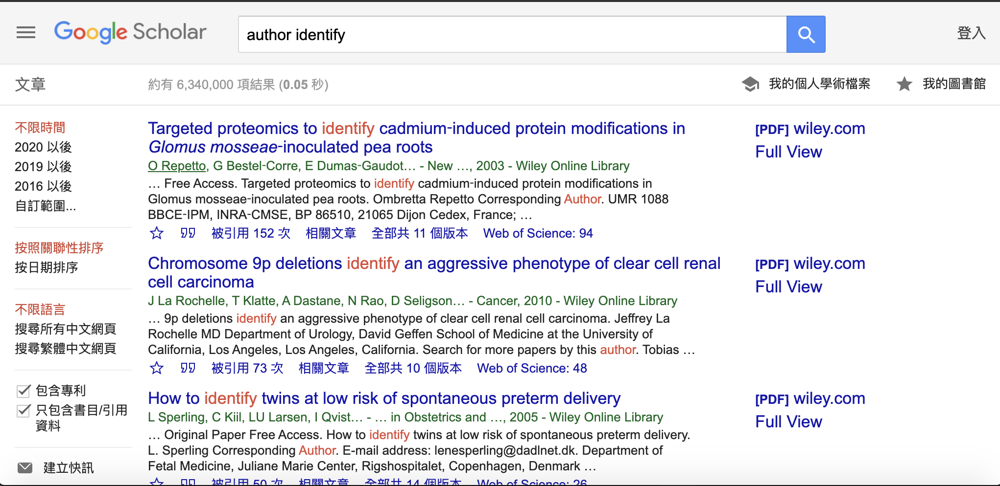 Google Scholar
author identify
登入
文章
約有 6,340,000 項結果 (0.05 秒)
我的個人學術檔案
我的圖書館
不限時間
2020 以後
2019 以後
2016 以後
自訂範圍...
按照關聯性排序
按日期排序
不限語言
搜尋所有中文網頁
搜尋繁體中文網頁
包含專利
只包含書目/引用
資料
建立快訊
Targeted proteomics to identify cadmium-induced protein modifications in
Glomus mosseae-inoculated pea roots
O Repetto, G Bestel-Corre, E Dumas-Gaudot… - New …, 2003 - Wiley Online Library
… Free Access. Targeted proteomics to identify cadmium-induced protein modifications in
Glomus mosseae-inoculated pea roots. Ombretta Repetto Corresponding Author. UMR 1088
BBCE-IPM, INRA-CMSE, BP 86510, 21065 Dijon Cedex, France; …
被引用 152 次 相關文章 全部共 11 個版本 Web of Science: 94
[PDF] wiley.com
Full View
Chromosome 9p deletions identify an aggressive phenotype of clear cell renal
cell carcinoma
J La Rochelle, T Klatte, A Dastane, N Rao, D Seligson… - Cancer, 2010 - Wiley Online Library
… 9p deletions identify an aggressive phenotype of clear cell renal cell carcinoma. Jeffrey La
Rochelle MD Department of Urology, David Geffen School of Medicine at the University of
California, Los Angeles, Los Angeles, California. Search for more papers by this author. Tobias …
被引用 73 次 相關文章 全部共 10 個版本 Web of Science: 48
[PDF] wiley.com
Full View
How to identify twins at low risk of spontaneous preterm delivery
L Sperling, C Kiil, LU Larsen, I Qvist… - … in Obstetrics and …, 2005 - Wiley Online Library
… Original Paper Free Access. How to identify twins at low risk of spontaneous preterm delivery.
L. Sperling Corresponding Author. E-mail address: lenesperling@dadlnet.dk. Department of
Fetal Medicine, Juliane Marie Center, Rigshospitalet, Copenhagen, Denmark …
被引用 50 次 相關文章 全部共 14 個版本 Web of Science: 26
[PDF] wiley.com
Full View